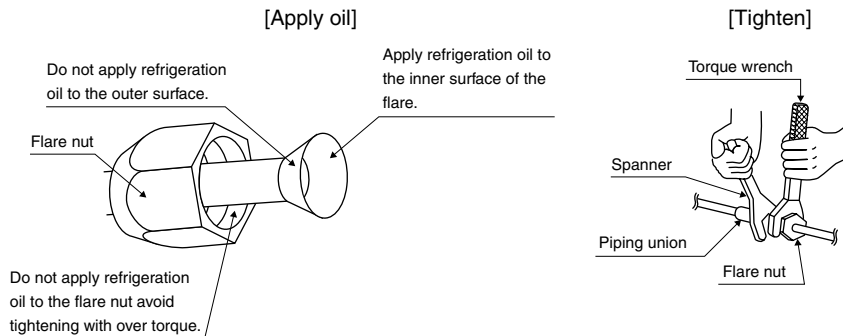 [Apply oil]
Do not apply refrigeration
oil to the outer surface.
Apply refrigeration oil to
the inner surface of the
flare.
Flare nut
Do not apply refrigeration
oil to the flare nut avoid
tightening with over torque.
[Tighten]
Torque wrench
Spanner
Piping union
Flare nut